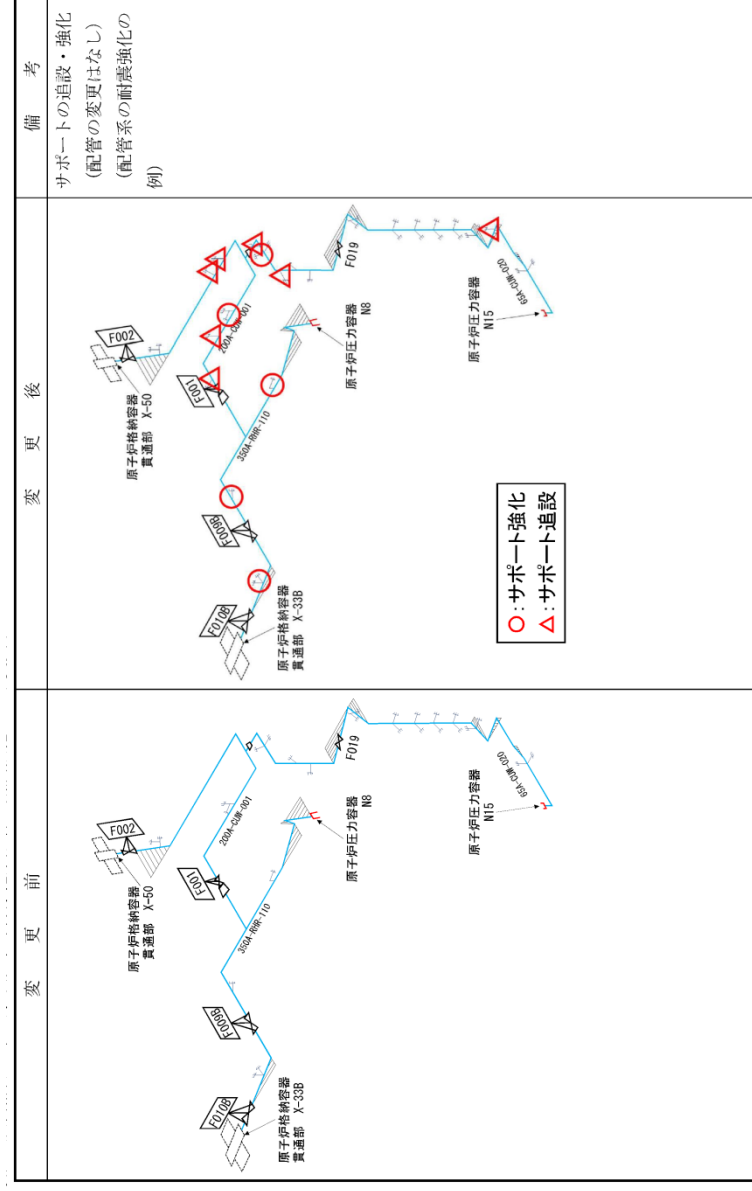 変更前
変更後
備考
原子炉格納容器
貫通部 X-50
F002
F001
200A-CUW-001
F009B
F010B
350A-RHR-110
原子炉格納容器
貫通部 X-33B
原子炉圧力容器
N8
F019
原子炉圧力容器
N15
65A-CUW-020
原子炉格納容器
貫通部 X-50
F002
F001
200A-CUW-001
F009B
F010B
350A-RHR-110
原子炉格納容器
貫通部 X-33B
原子炉圧力容器
N8
F019
原子炉圧力容器
N15
65A-CUW-020
○:サポート強化
△:サポート追設
サポートの追設・強化
(配管の変更はなし)
(配管系の耐震強化の
例)